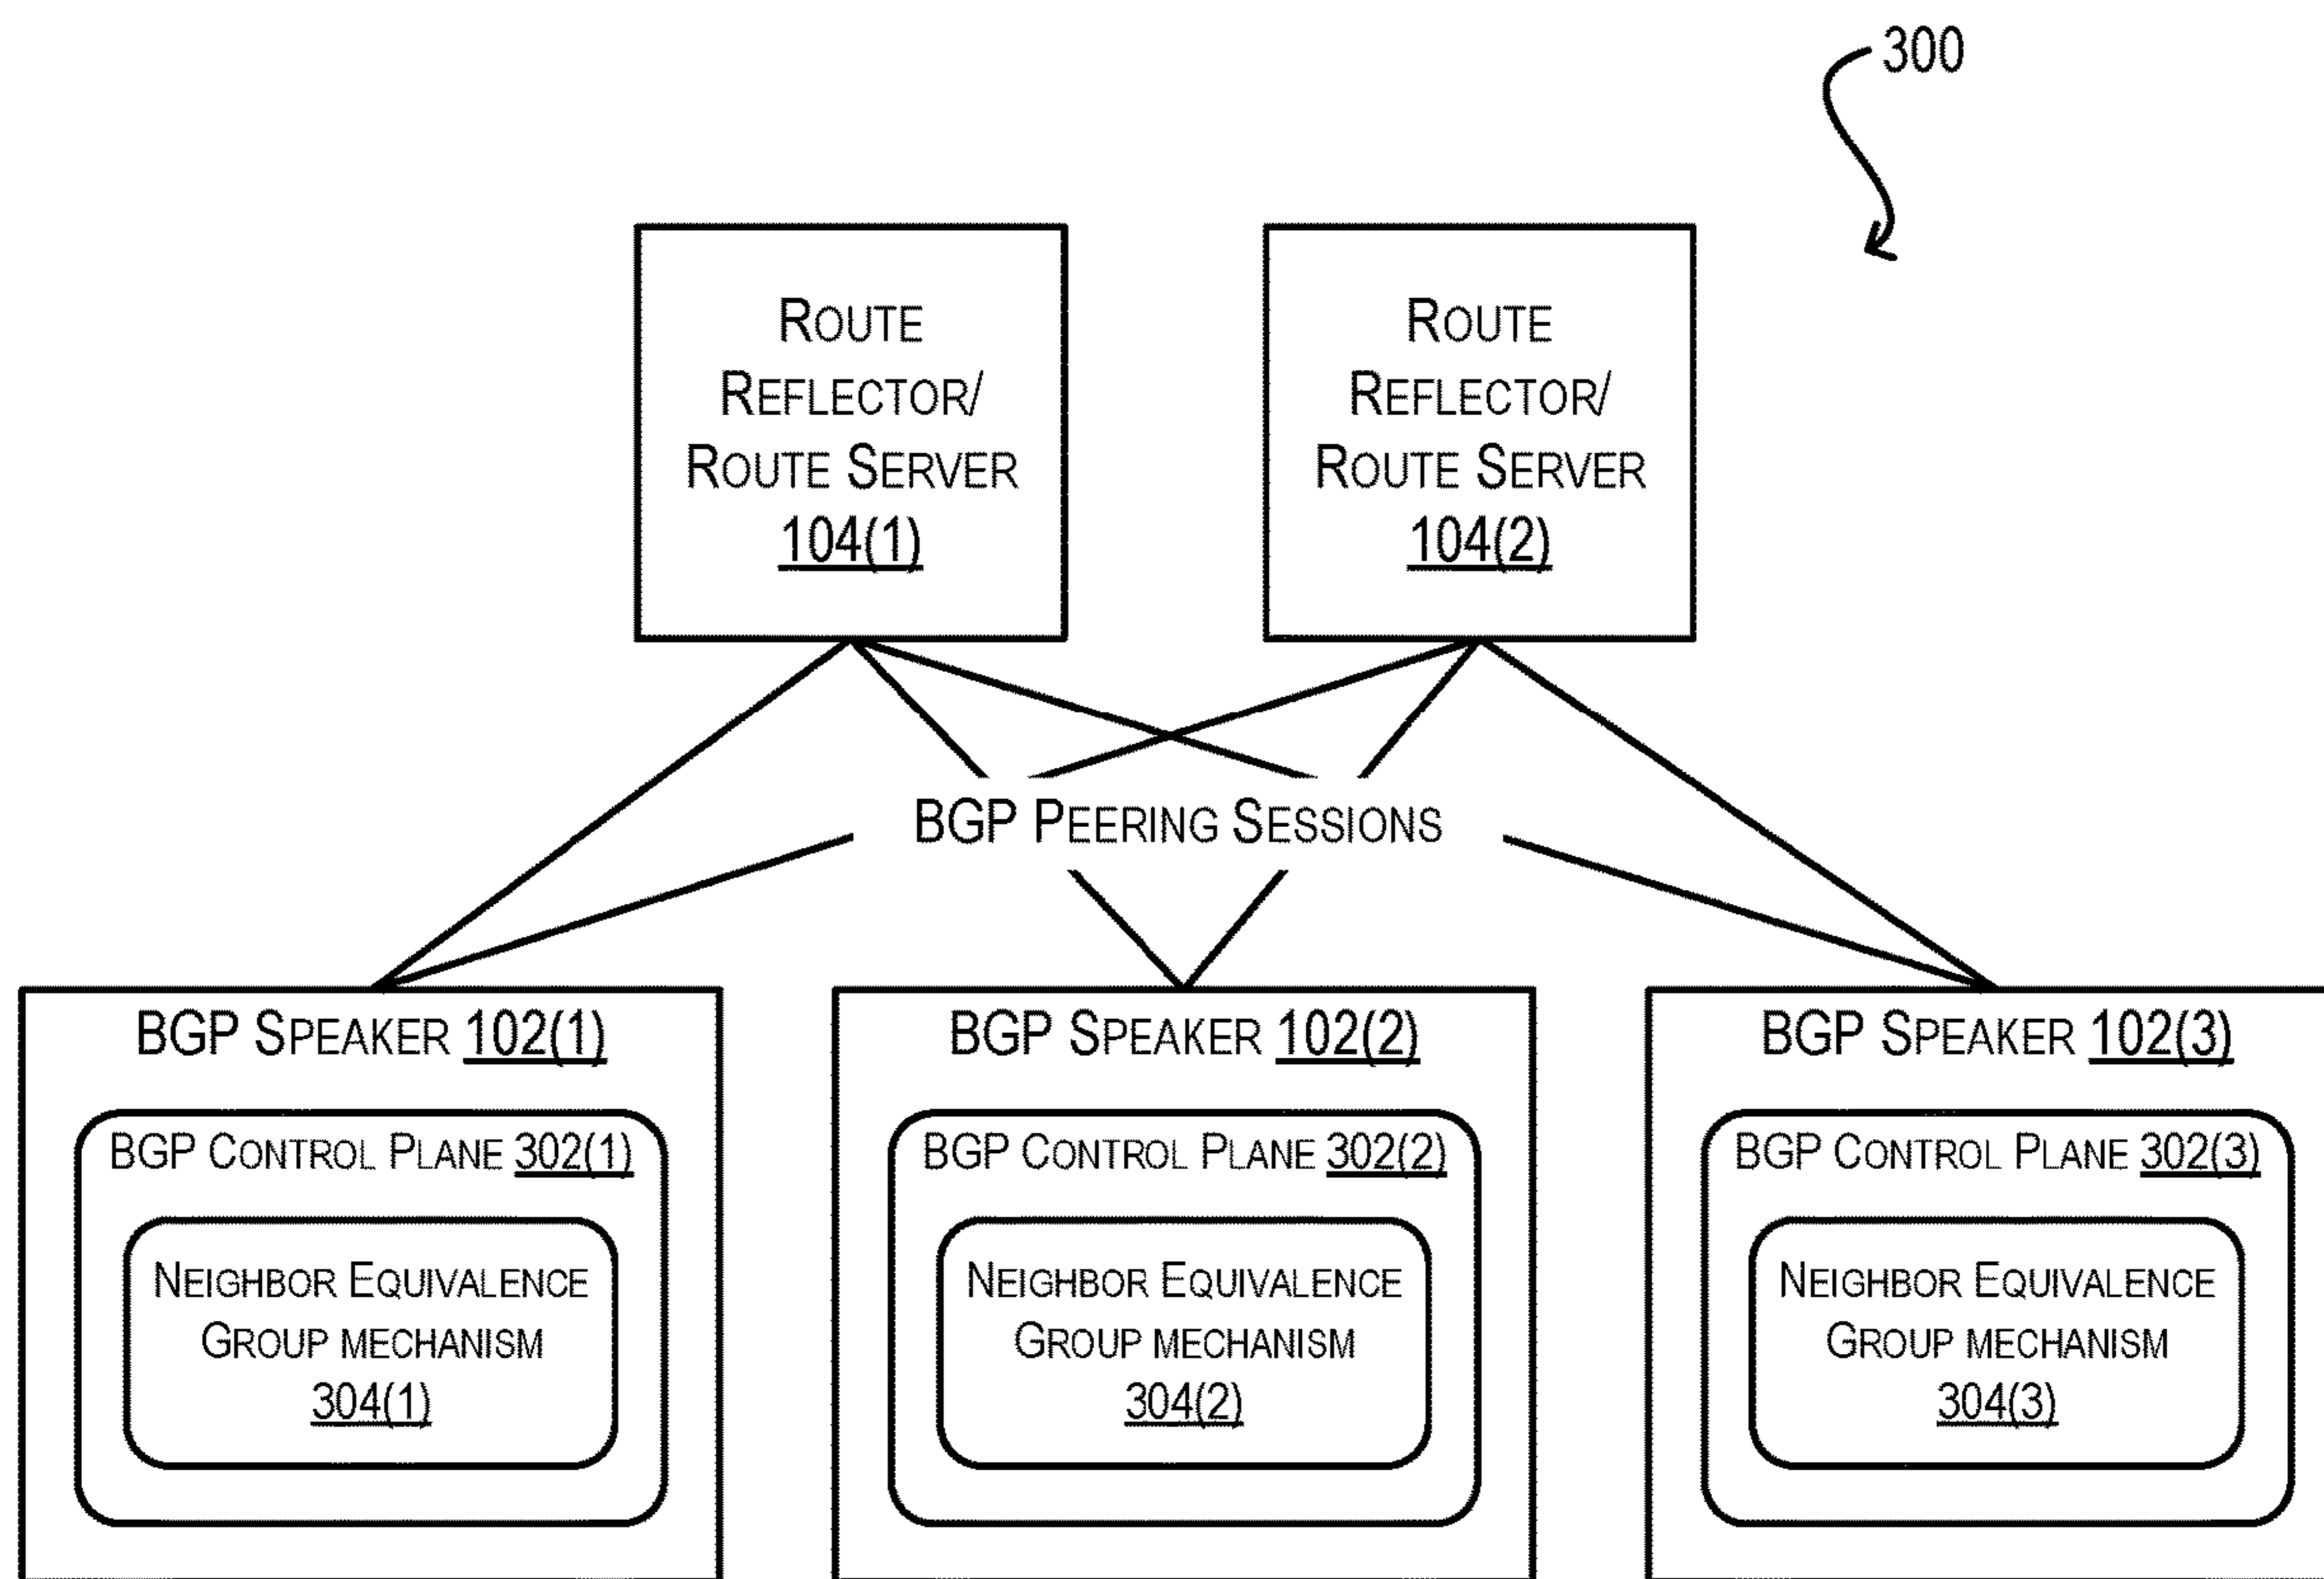 300
ROUTE
REFLECTOR/
ROUTE SERVER
104(1)
ROUTE
REFLECTOR/
ROUTE SERVER
104(2)
BGP PEERING SESSIONS
BGP SPEAKER 102(1)
BGP CONTROL PLANE 302(1)
NEIGHBOR EQUIVALENCE
GROUP MECHANISM
304(1)
BGP SPEAKER 102(2)
BGP CONTROL PLANE 302(2)
NEIGHBOR EQUIVALENCE
GROUP MECHANISM
304(2)
BGP SPEAKER 102(3)
BGP CONTROL PLANE 302(3)
NEIGHBOR EQUIVALENCE
GROUP MECHANISM
304(3)